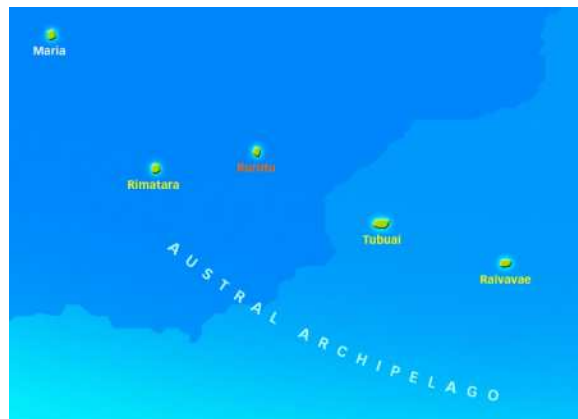 Maria
Rurutu
Rimatara
Tubuai
Raivavae
AUSTRAL ARCHIPELAGO